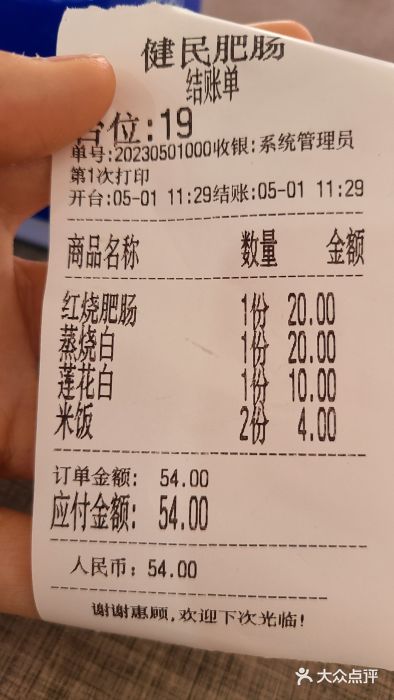 健民肥肠
结账单
台位:19
单号:20230501000收银:系统管理员
第1次打印
开台:05-01 11:29结账:05-01 11:29
商品名称 数量 金额
红烧肥肠 1份 20.00
蒸烧白 1份 20.00
莲花白 1份 10.00
米饭 2份 4.00
订单金额: 54.00
应付金额: 54.00
人民币: 54.00
谢谢惠顾,欢迎下次光临!
大众点评